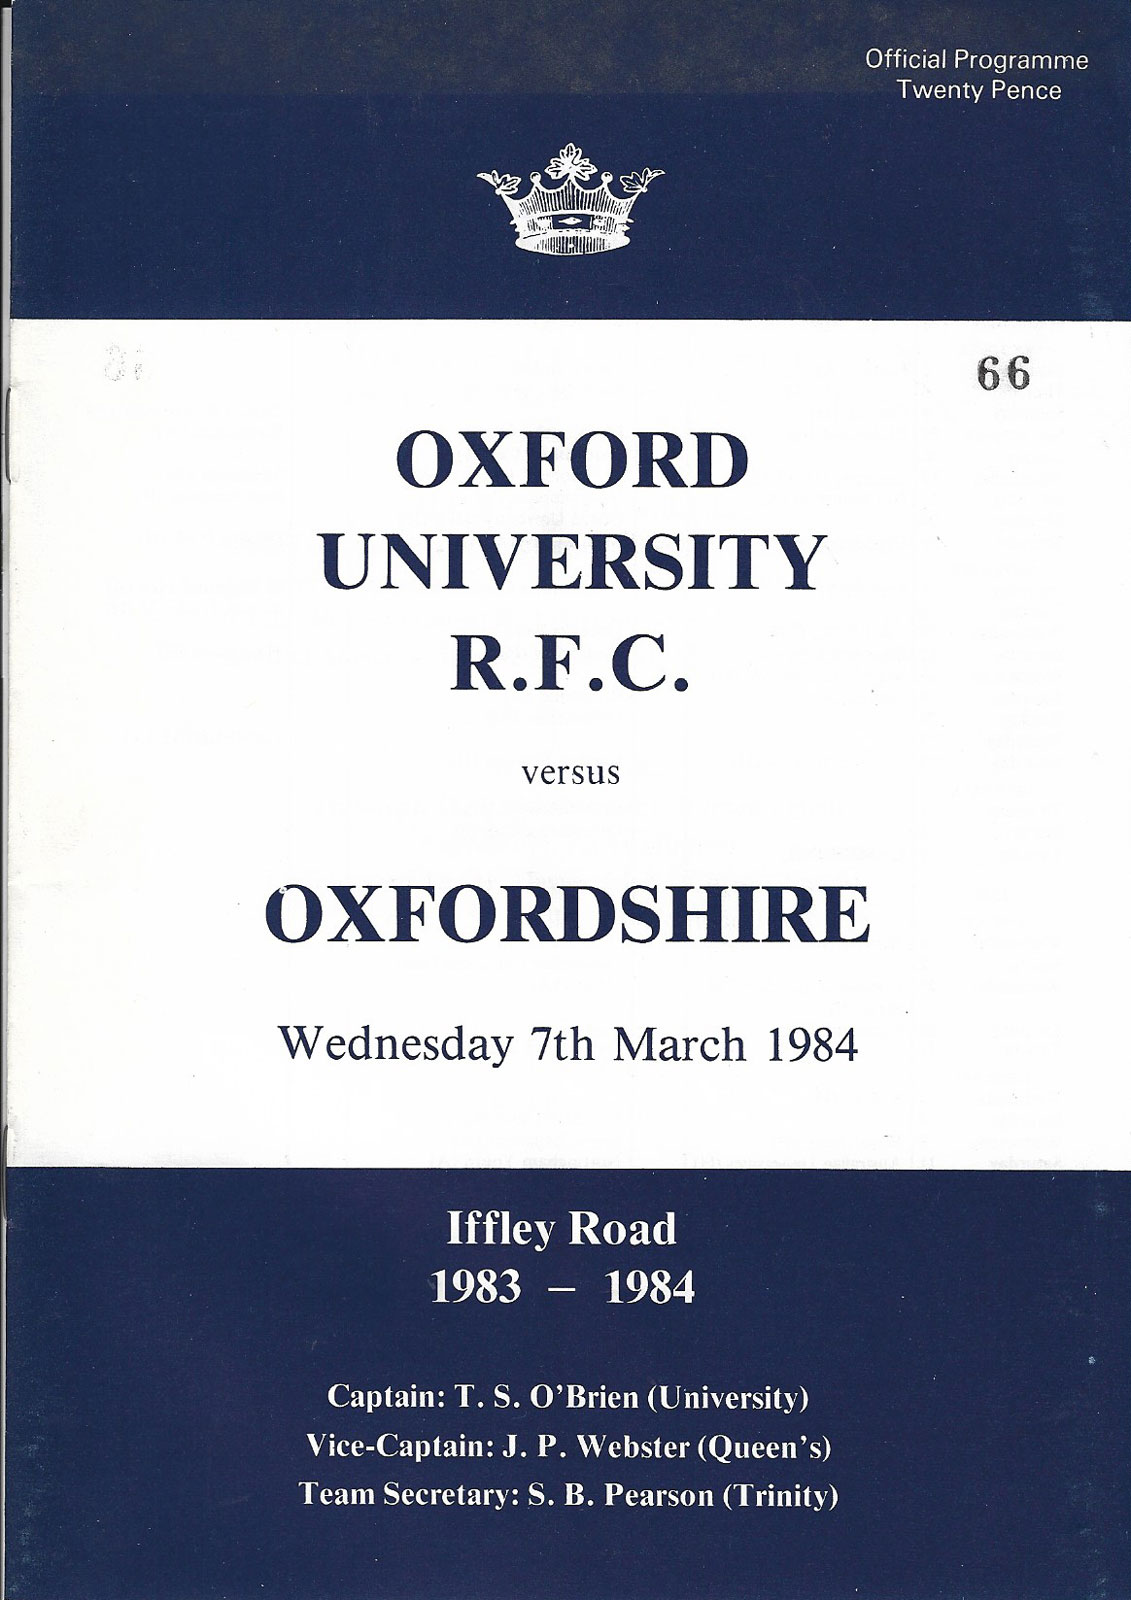 Official Programme
Twenty Pence
66
OXFORD
UNIVERSITY
R.F.C.
versus
OXFORDSHIRE
Wednesday 7th March 1984
Iffley Road
1983 – 1984
Captain: T. S. O'Brien (University)
Vice-Captain: J. P. Webster (Queen's)
Team Secretary: S. B. Pearson (Trinity)